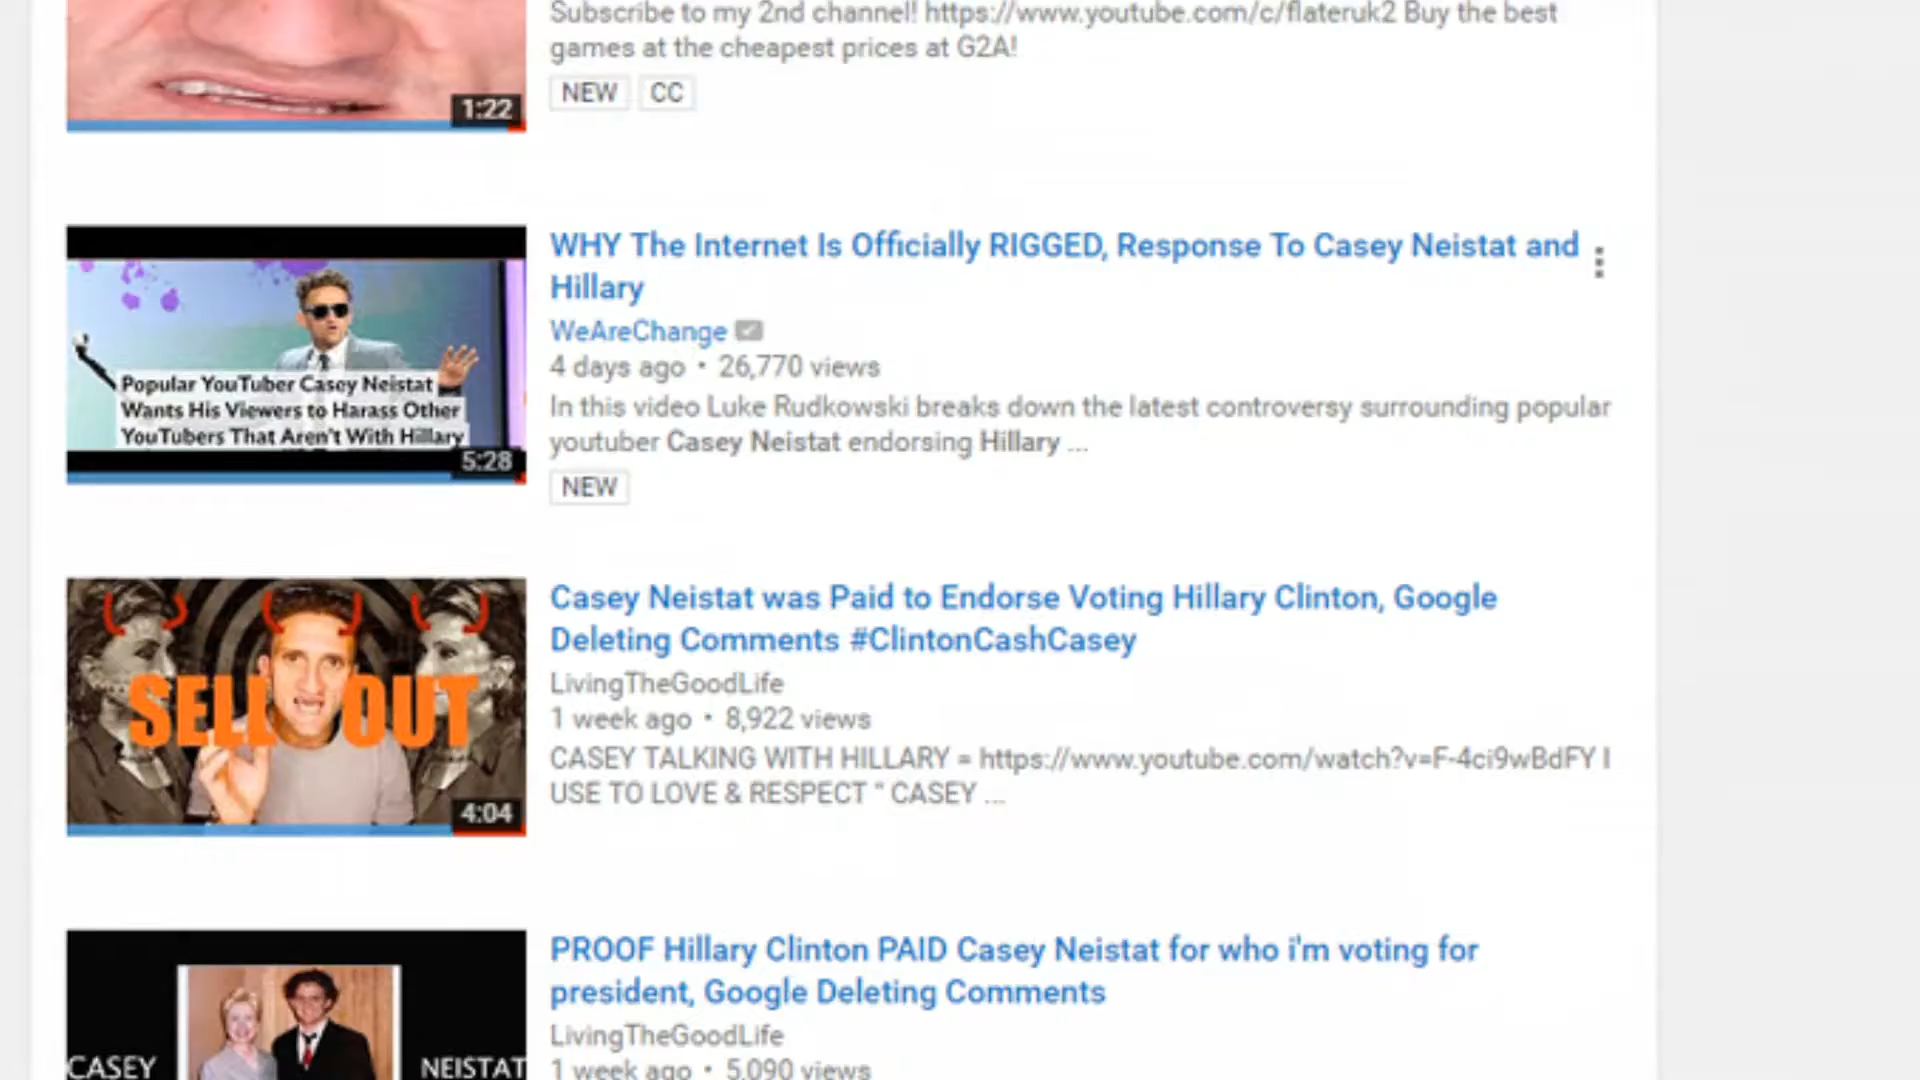 Subscribe to my 2nd channel! https://www.youtube.com/c/flateruk2 Buy the best
games at the cheapest prices at G2A!
NEW CC
1:22
WHY The Internet Is Officially RIGGED, Response To Casey Neistat and
Hillary
WeAreChange
4 days ago • 26,770 views
In this video Luke Rudkowski breaks down the latest controversy surrounding popular
youtuber Casey Neistat endorsing Hillary ...
NEW
Popular YouTuber Casey Neistat
Wants His Viewers to Harass Other
YouTubers That Aren't With Hillary
5:28
Casey Neistat was Paid to Endorse Voting Hillary Clinton, Google
Deleting Comments #ClintonCashCasey
LivingTheGoodLife
1 week ago • 8,922 views
CASEY TALKING WITH HILLARY = https://www.youtube.com/watch?v=F-4ci9wBdFY I
USE TO LOVE & RESPECT " CASEY ...
SELL OUT
4:04
PROOF Hillary Clinton PAID Casey Neistat for who i'm voting for
president, Google Deleting Comments
LivingTheGoodLife
1 week ago • 5,090 views
CASEY NEISTAT